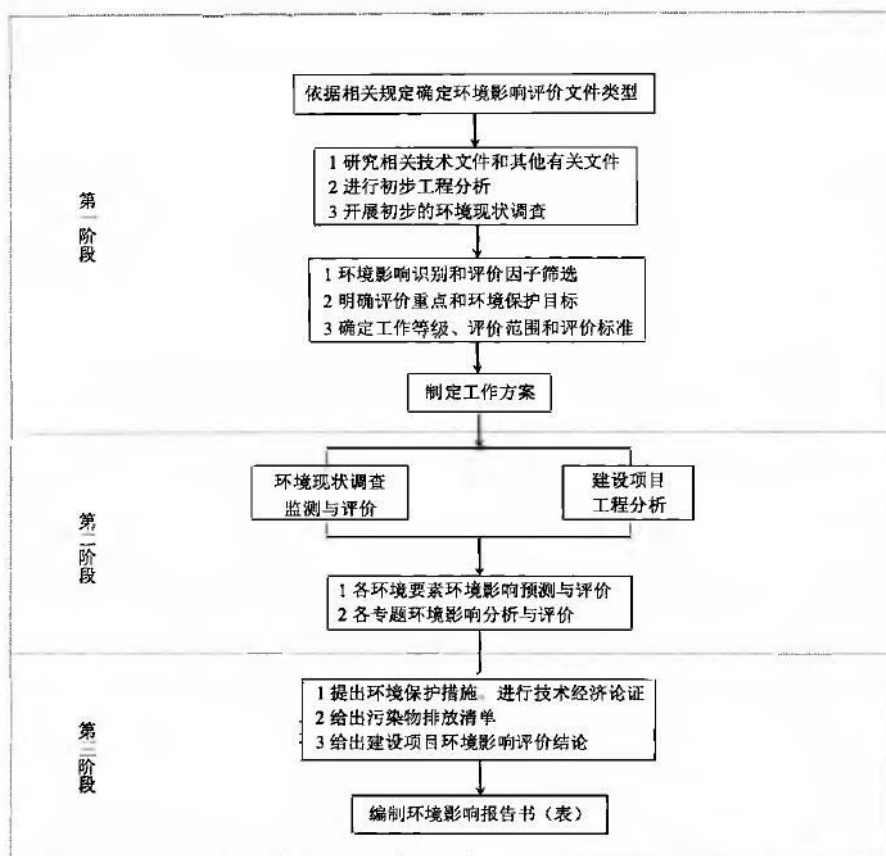 依据相关规定确定环境影响评价文件类型
1 研究相关技术文件和其他有关文件
2 进行初步工程分析
3 开展初步的环境现状调查
第一阶段
1 环境影响识别和评价因子筛选
2 明确评价重点和环境保护目标
3 确定工作等级、评价范围和评价标准
制定工作方案
环境现状调查
监测与评价
建设项目
工程分析
第二阶段
1 各环境要素环境影响预测与评价
2 各专题环境影响分析与评价
1 提出环境保护措施，进行技术经济论证
2 给出污染物排放清单
3 给出建设项目环境影响评价结论
第三阶段
编制环境影响报告书（表）